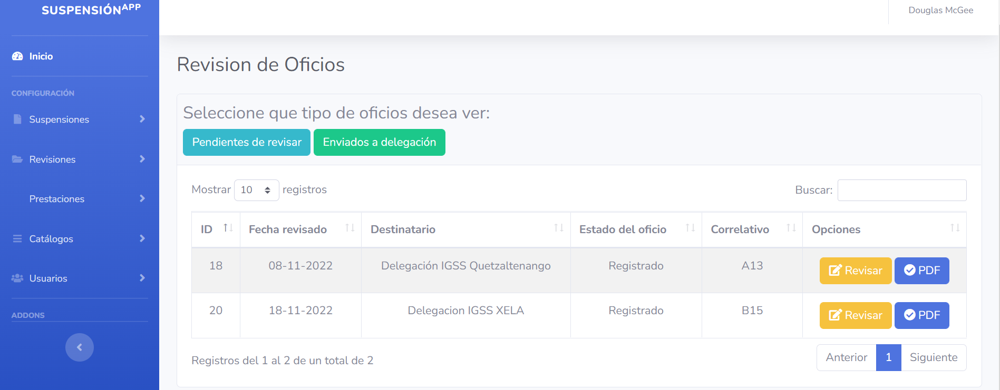 SUSPENSIÓNAPP
Douglas McGee
Inicio
CONFIGURACIÓN
Suspensiones
Revisiones
Prestaciones
Catálogos
Usuarios
ADDONS
Revision de Oficios
Seleccione que tipo de oficios desea ver:
Pendientes de revisar Enviados a delegación
Mostrar 10 registros Buscar:
ID Fecha revisado Destinatario Estado del oficio Correlativo Opciones
18 08-11-2022 Delegación IGSS Quetzaltenango Registrado A13 Revisar PDF
20 18-11-2022 Delegacion IGSS XELA Registrado B15 Revisar PDF
Registros del 1 al 2 de un total de 2 Anterior 1 Siguiente